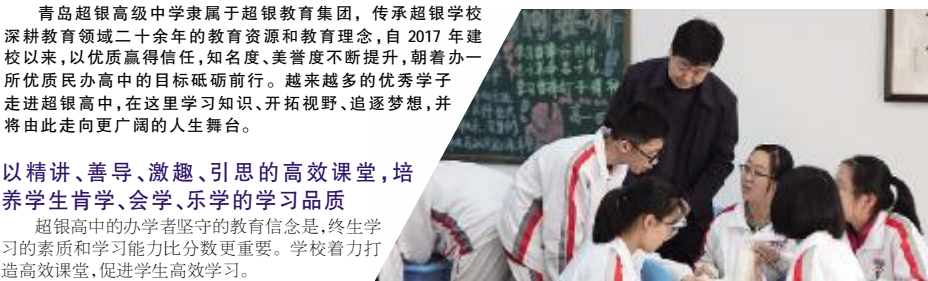 青岛超银高级中学隶属于超银教育集团，传承超银学校
深耕教育领域二十余年的教育资源和教育理念，自 2017 年建
校以来，以优质赢得信任，知名度、美誉度不断提升，朝着办一
所优质民办高中的目标砥砺前行。越来越多的优秀学子
走进超银高中，在这里学习知识、开拓视野、追逐梦想，并
将由此走向更广阔的人生舞台。
以精讲、善导、激趣、引思的高效课堂，培
养学生肯学、会学、乐学的学习品质
超银高中的办学者坚守的教育信念是，终生学
习的素质和学习能力比分数更重要。学校着力打
造高效课堂，促进学生高效学习。